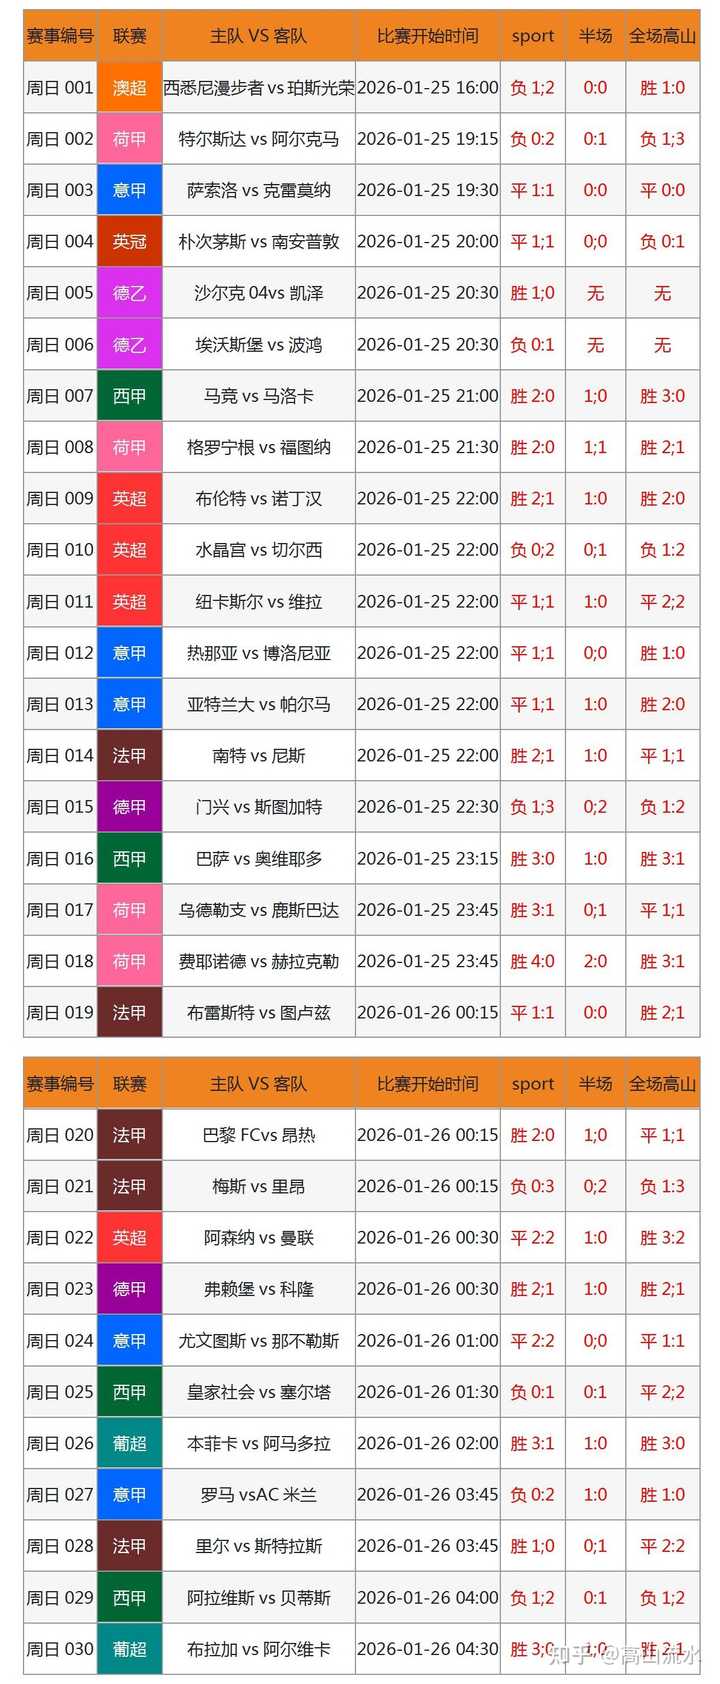 赛事编号 联赛 主队 VS 客队 比赛开始时间 sport 半场 全场高山
周日 001 澳超 西悉尼漫步者 vs 珀斯光荣 2026-01-25 16:00 负 1;2 0:0 胜 1:0
周日 002 荷甲 特尔斯达 vs 阿尔克马 2026-01-25 19:15 负 0:2 0:1 负 1;3
周日 003 意甲 萨索洛 vs 克雷莫纳 2026-01-25 19:30 平 1:1 0:0 平 0:0
周日 004 英冠 朴次茅斯 vs 南安普敦 2026-01-25 20:00 平 1;1 0;0 负 0:1
周日 005 德乙 沙尔克 04vs 凯泽 2026-01-25 20:30 胜 1;0 无 无
周日 006 德乙 埃沃斯堡 vs 波鸿 2026-01-25 20:30 负 0:1 无 无
周日 007 西甲 马竞 vs 马洛卡 2026-01-25 21:00 胜 2:0 1;0 胜 3:0
周日 008 荷甲 格罗宁根 vs 福图纳 2026-01-25 21:30 胜 2:0 1;1 胜 2;1
周日 009 英超 布伦特 vs 诺丁汉 2026-01-25 22:00 胜 2;1 1:0 胜 2:0
周日 010 英超 水晶宫 vs 切尔西 2026-01-25 22:00 负 0;2 0;1 负 1:2
周日 011 英超 纽卡斯尔 vs 维拉 2026-01-25 22:00 平 1;1 1:0 平 2;2
周日 012 意甲 热那亚 vs 博洛尼亚 2026-01-25 22:00 平 1;1 0;0 胜 1:0
周日 013 意甲 亚特兰大 vs 帕尔马 2026-01-25 22:00 平 1;1 1:0 胜 2:0
周日 014 法甲 南特 vs 尼斯 2026-01-25 22:00 胜 2;1 1:0 平 1;1
周日 015 德甲 门兴 vs 斯图加特 2026-01-25 22:30 负 1;3 0;2 负 1:2
周日 016 西甲 巴萨 vs 奥维耶多 2026-01-25 23:15 胜 3:0 1:0 胜 3;1
周日 017 荷甲 乌德勒支 vs 鹿斯巴达 2026-01-25 23:45 胜 3;1 0;1 平 1;1
周日 018 荷甲 费耶诺德 vs 赫拉克勒 2026-01-25 23:45 胜 4:0 2:0 胜 3;1
周日 019 法甲 布雷斯特 vs 图卢兹 2026-01-26 00:15 平 1:1 0:0 胜 2;1
赛事编号 联赛 主队 VS 客队 比赛开始时间 sport 半场 全场高山
周日 020 法甲 巴黎 FCvs 昂热 2026-01-26 00:15 胜 2:0 1;0 平 1;1
周日 021 法甲 梅斯 vs 里昂 2026-01-26 00:15 负 0:3 0;2 负 1:3
周日 022 英超 阿森纳 vs 曼联 2026-01-26 00:30 平 2:2 1:0 胜 3:2
周日 023 德甲 弗赖堡 vs 科隆 2026-01-26 00:30 胜 2;1 1:0 胜 2;1
周日 024 意甲 尤文图斯 vs 那不勒斯 2026-01-26 01:00 平 2:2 0;0 平 1:1
周日 025 西甲 皇家社会 vs 塞尔塔 2026-01-26 01:30 负 0:1 0:1 平 2;2
周日 026 葡超 本菲卡 vs 阿马多拉 2026-01-26 02:00 胜 3:1 1:0 胜 3:0
周日 027 意甲 罗马 vsAC 米兰 2026-01-26 03:45 负 0:2 1:0 胜 1:0
周日 028 法甲 里尔 vs 斯特拉斯 2026-01-26 03:45 胜 1;0 0;1 平 2:2
周日 029 西甲 阿拉维斯 vs 贝蒂斯 2026-01-26 04:00 负 1;2 0:1 负 1;2
周日 030 葡超 布拉加 vs 阿尔维卡 2026-01-26 04:30 胜 3;0 1;0 胜 2;1
知乎 @高山流水